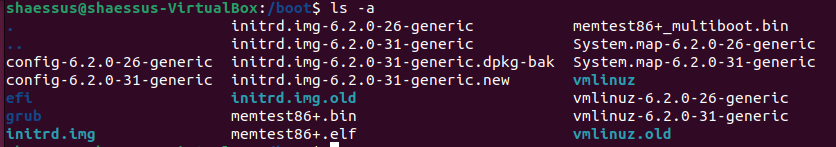 shaessus@shaessus-VirtualBox:/boot$ ls -a
. initrd.img-6.2.0-26-generic memtest86+_multiboot.bin
.. initrd.img-6.2.0-31-generic System.map-6.2.0-26-generic
config-6.2.0-26-generic initrd.img-6.2.0-31-generic.dpkg-bak System.map-6.2.0-31-generic
config-6.2.0-31-generic initrd.img-6.2.0-31-generic.new vmlinuz
efi initrd.img.old vmlinuz-6.2.0-26-generic
grub memtest86+.bin vmlinuz-6.2.0-31-generic
initrd.img memtest86+.elf vmlinuz.old